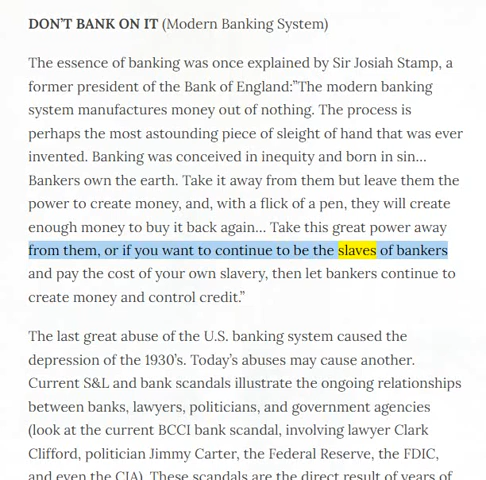 DON’T BANK ON IT (Modern Banking System)
The essence of banking was once explained by Sir Josiah Stamp, a
former president of the Bank of England:”The modern banking
system manufactures money out of nothing. The process is
perhaps the most astounding piece of sleight of hand that was ever
invented. Banking was conceived in inequity and born in sin…
Bankers own the earth. Take it away from them but leave them the
power to create money, and, with a flick of a pen, they will create
enough money to buy it back again… Take this great power away
from them, or if you want to continue to be the slaves of bankers
and pay the cost of your own slavery, then let bankers continue to
create money and control credit.”
The last great abuse of the U.S. banking system caused the
depression of the 1930’s. Today’s abuses may cause another.
Current S&L and bank scandals illustrate the ongoing relationships
between banks, lawyers, politicians, and government agencies
(look at the current BCCI bank scandal, involving lawyer Clark
Clifford, politician Jimmy Carter, the Federal Reserve, the FDIC,
and even the CIA). These scandals are the direct result of years of